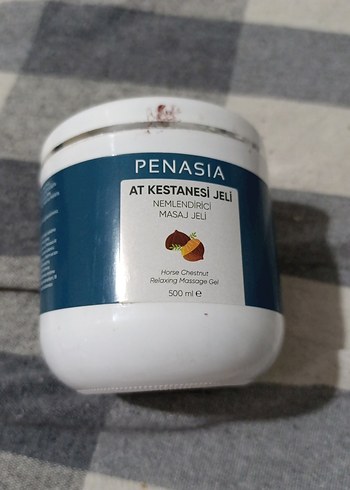 PENASIA
AT KESTANESİ JELİ
NEMLENDİRİCİ
MASAJ JELİ
Horse Chestnut
Relaxing Massage Gel
500 ml ℮